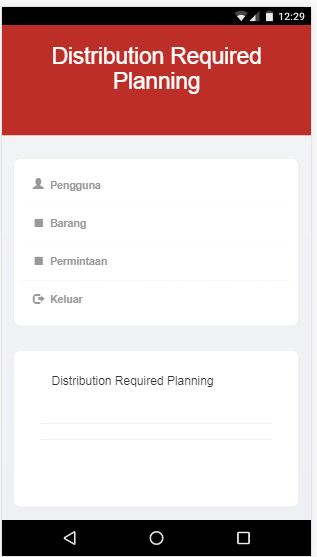 12:29
Distribution Required
Planning
Pengguna
Barang
Permintaan
Keluar
Distribution Required Planning